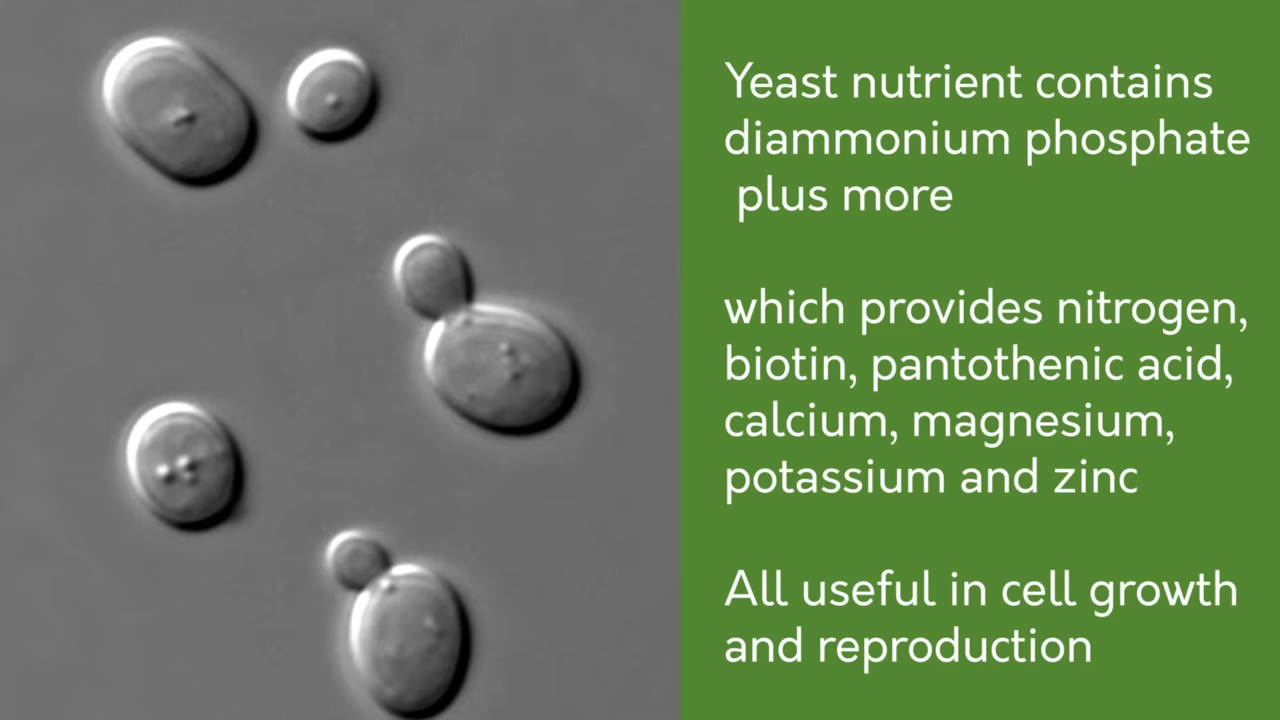 Yeast nutrient contains
diammonium phosphate
plus more
which provides nitrogen,
biotin, pantothenic acid,
calcium, magnesium,
potassium and zinc
All useful in cell growth
and reproduction